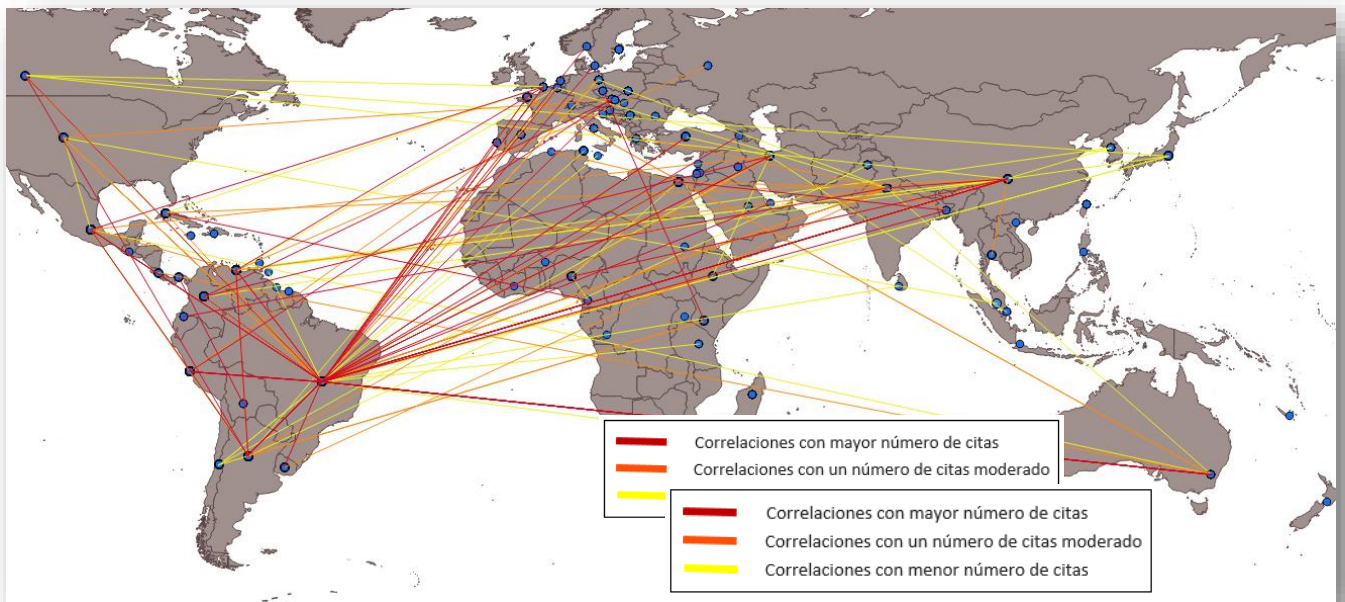 Correlaciones con mayor número de citas
Correlaciones con un número de citas moderado
Correlaciones con mayor número de citas
Correlaciones con un número de citas moderado
Correlaciones con menor número de citas